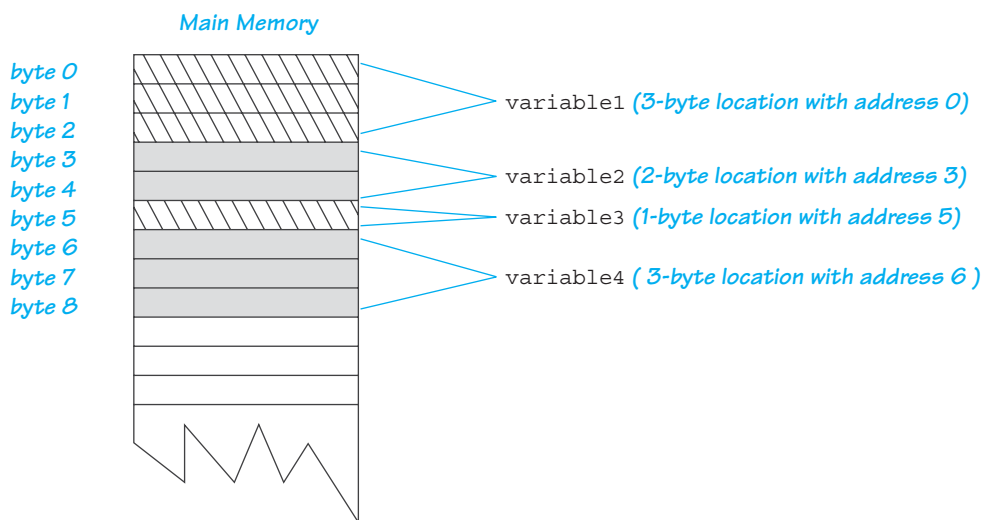 Main Memory
byte 0
byte 1
byte 2
byte 3
byte 4
byte 5
byte 6
byte 7
byte 8
variable1 (3-byte location with address 0)
variable2 (2-byte location with address 3)
variable3 (1-byte location with address 5)
variable4 ( 3-byte location with address 6 )